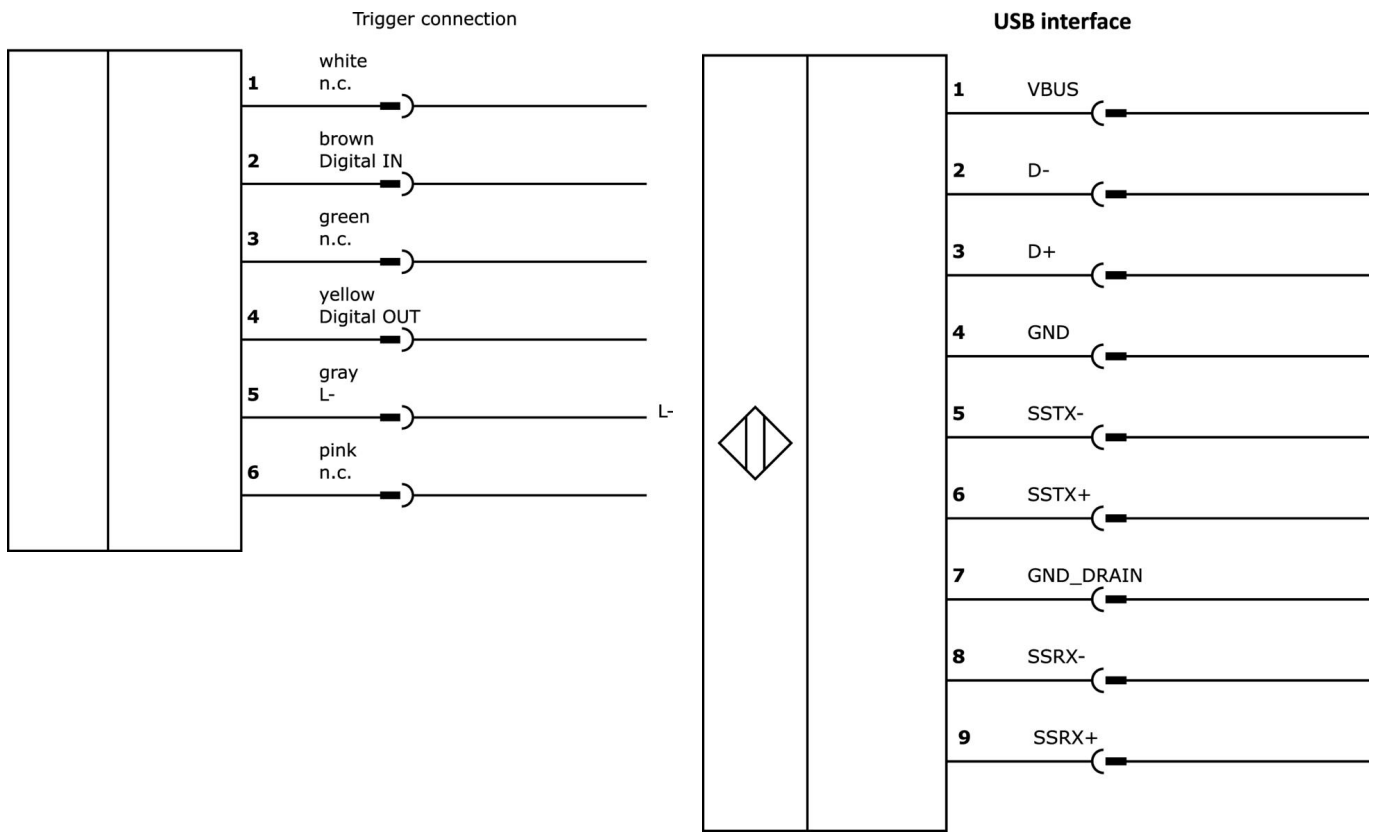 Trigger connection
white
1 n.c.
brown
2 Digital IN
green
3 n.c.
yellow
4 Digital OUT
gray
5 L-
L-
pink
6 n.c.
USB interface
1 VBUS
2 D-
3 D+
4 GND
5 SSTX-
6 SSTX+
7 GND_DRAIN
8 SSRX-
9 SSRX+